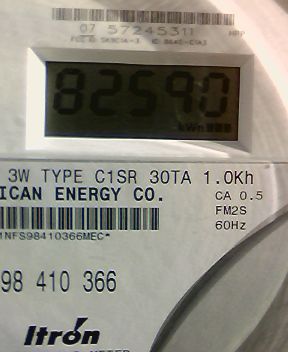 07 57245311
82590
kWh
3W TYPE C1SR 30TA 1.0Kh
ICAN ENERGY CO.
CA 0.5
FM2S
60Hz
1NFS98410366MEC*
98 410 366
Itron